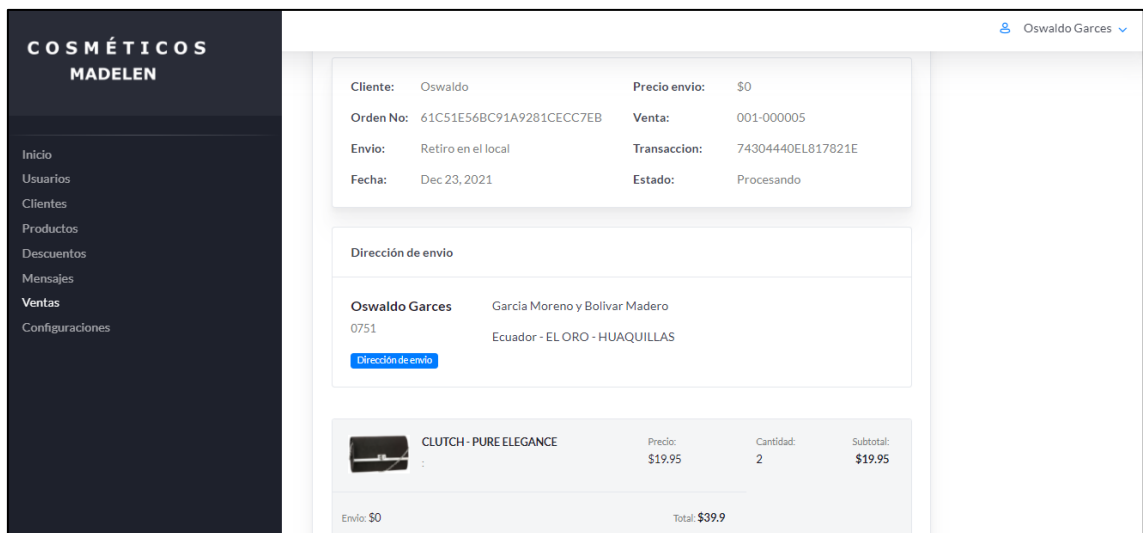 COSMÉTICOS
MADELEN
Inicio
Usuarios
Clientes
Productos
Descuentos
Mensajes
Ventas
Configuraciones
Oswaldo Garces
Cliente: Oswaldo Precio envio: $0
Orden No: 61C51E56BC91A9281CECC7EB Venta: 001-000005
Envio: Retiro en el local Transaccion: 74304440EL817821E
Fecha: Dec 23, 2021 Estado: Procesando
Dirección de envio
Oswaldo Garces Garcia Moreno y Bolivar Madero
0751
Ecuador - EL ORO - HUAQUILLAS
Dirección de envio
CLUTCH - PURE ELEGANCE Precio: Cantidad: Subtotal:
: $19.95 2 $19.95
Envio: $0 Total: $39.9